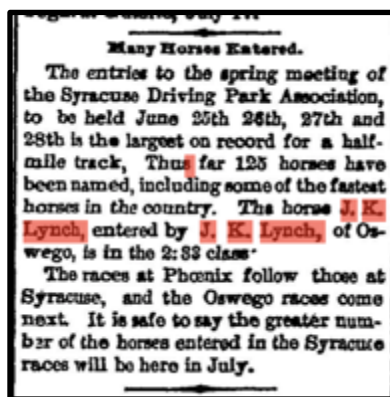 Many Horses Entered.
The entries to the spring meeting of
the Syracuse Driving Park Association,
to be held June 25th 26th, 27th and
28th is the largest on record for a half-
mile track, Thus far 125 horses have
been named, including some of the fastest
horses in the country. The horse J. K.
Lynch, entered by J. K. Lynch, of Os-
wego, is in the 2:33 class·
The races at Phœnix follow those at
Syracuse, and the Oswego races come
next. It is safe to say the greater num-
ber of the horses entered in the Syracuse
races will be here in July.